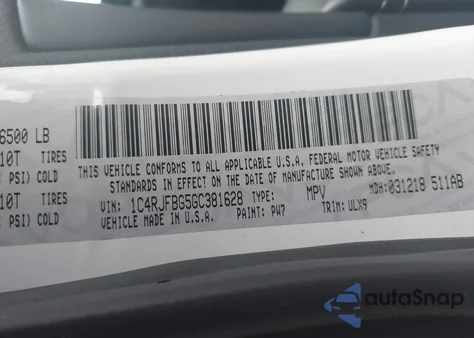 6500 LB
10T TIRES
PSI) COLD
10T TIRES
PSI) COLD
THIS VEHICLE CONFORMS TO ALL APPLICABLE U.S.A. FEDERAL MOTOR VEHICLE SAFETY
STANDARDS IN EFFECT ON THE DATE OF MANUFACTURE SHOWN ABOVE.
VIN: 1C4RJFBG5GC381628 TYPE: MPV MDH: 031218 511AB
VEHICLE MADE IN U.S.A. PAINT: PW7 TRIM: ULX9
autoSnap